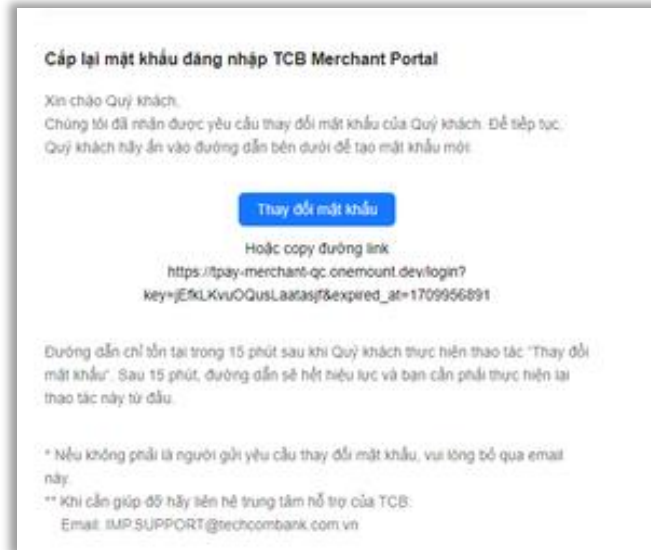 Cấp lại mật khẩu đăng nhập TCB Merchant Portal
Xin chào Quý khách,
Chúng tôi đã nhận được yêu cầu thay đổi mật khẩu của Quý khách. Để tiếp tục,
Quý khách hãy ấn vào đường dẫn bên dưới để tạo mật khẩu mới:
Thay đổi mật khẩu
Hoặc copy đường link
https://tpay-merchant-qc.onemount.dev/login?
key=jEfkLKvuOQusLaatasjf&expired_at=1709956891
Đường dẫn chỉ tồn tại trong 15 phút sau khi Quý khách thực hiện thao tác "Thay đổi
mật khẩu". Sau 15 phút, đường dẫn sẽ hết hiệu lực và bạn cần phải thực hiện lại
thao tác này từ đầu.
* Nếu không phải là người gửi yêu cầu thay đổi mật khẩu, vui lòng bỏ qua email
này.
** Khi cần giúp đỡ hãy liên hệ trung tâm hỗ trợ của TCB:
Email: IMP.SUPPORT@techcombank.com.vn